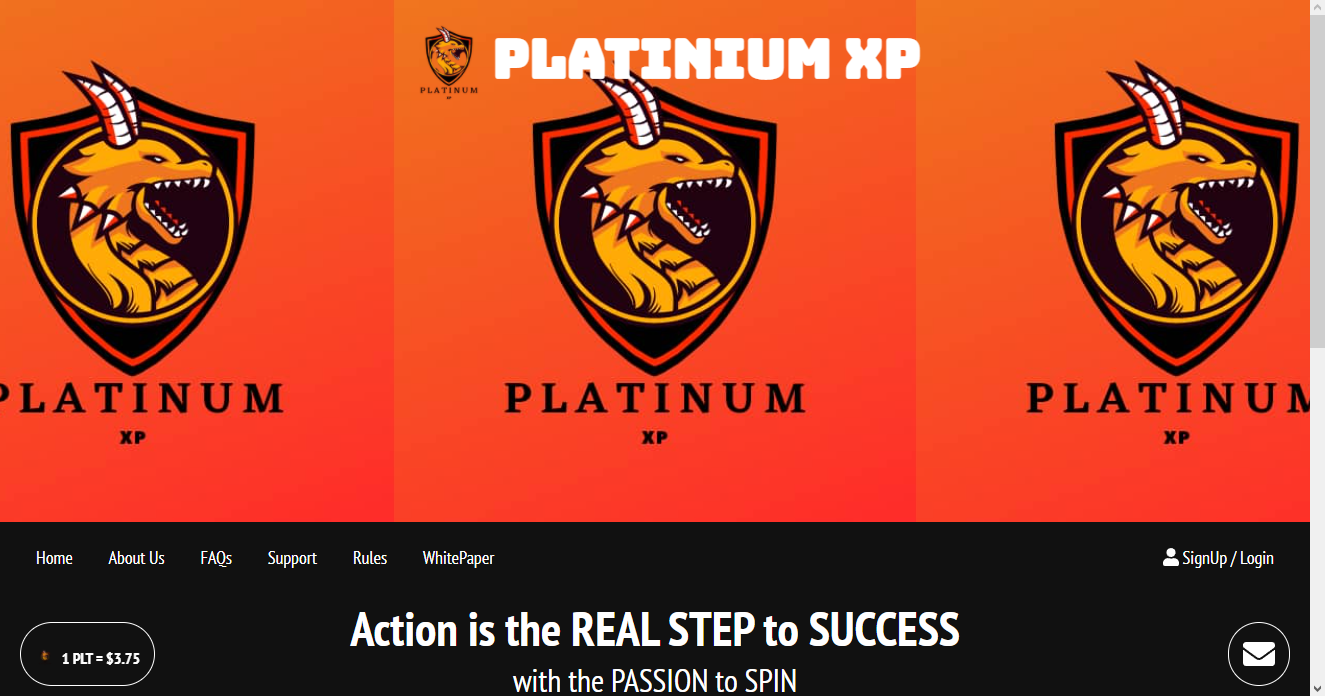 PLATINIUM XP
PLATINUM
XP
PLATINUM
XP
PLATINUM
XP
PLATINUM
XP
Home About Us FAQs Support Rules WhitePaper SignUp / Login
Action is the REAL STEP to SUCCESS
with the PASSION to SPIN
1 PLT = $3.75